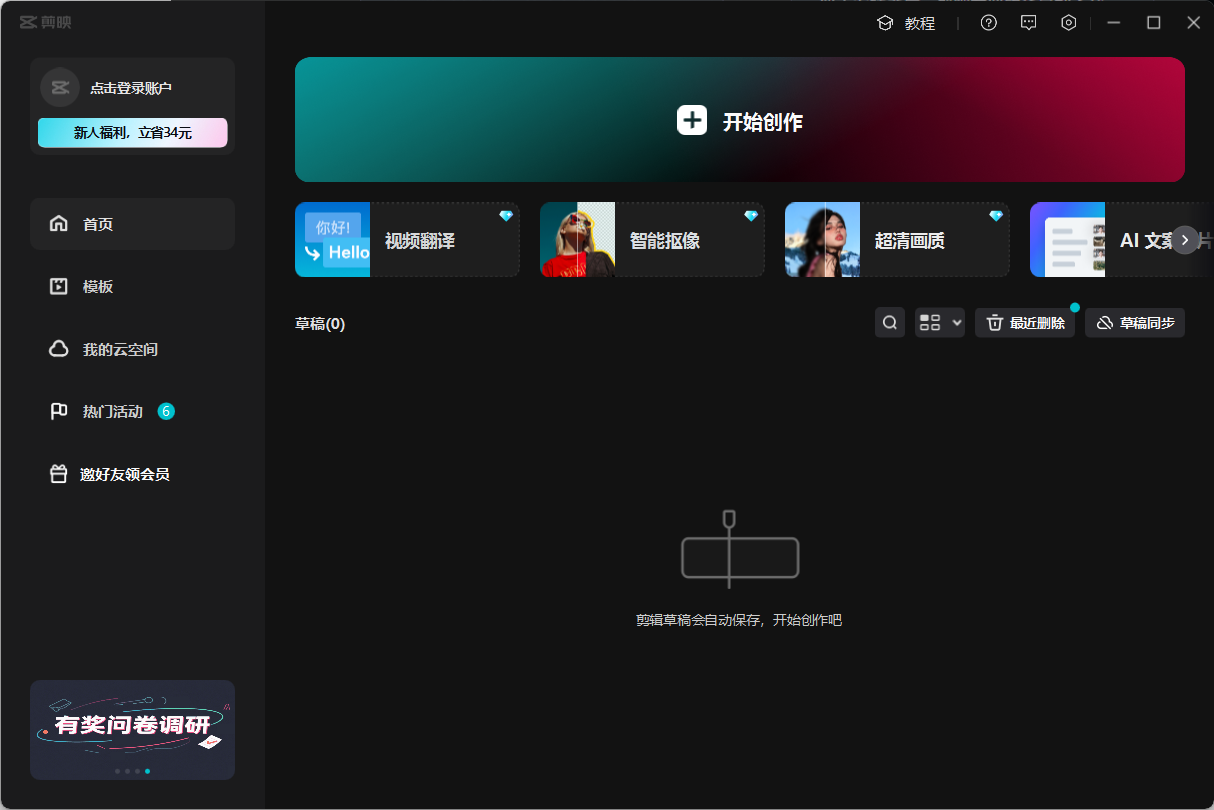 剪映
教程
点击登录账户
新人福利，立省34元
首页
模板
我的云空间
热门活动 6
邀好友领会员
有奖问卷调研
开始创作
你好!
Hello
视频翻译
智能抠像
超清画质
AI 文案
片
草稿(0)
最近删除
草稿同步
剪辑草稿会自动保存，开始创作吧